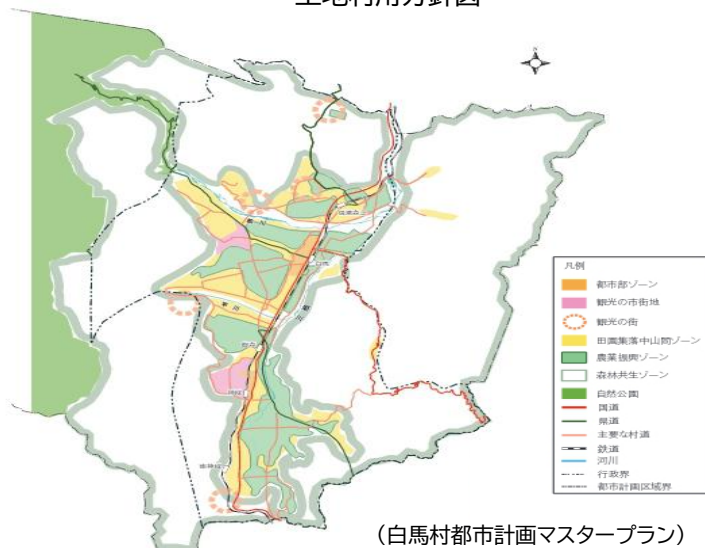 土地利用方針図
凡例
都市部ゾーン
観光の市街地
観光の街
田園集落中山間ゾーン
農業振興ゾーン
森林共生ゾーン
自然公園
国道
県道
主要な村道
鉄道
河川
行政界
都市計画区域界
（白馬村都市計画マスタープラン）